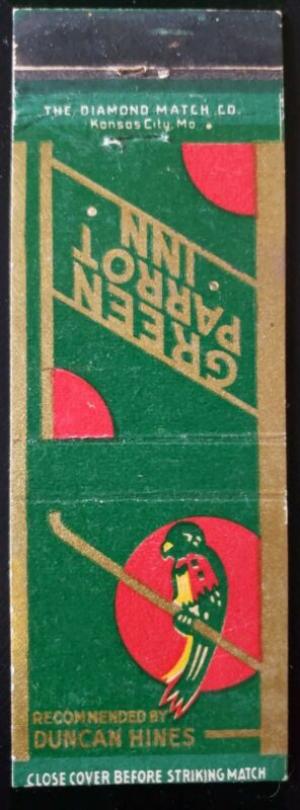 THE DIAMOND MATCH CO.
Kansas City, Mo.
GREEN
PARROT
INN
RECOMMENDED BY
DUNCAN HINES
CLOSE COVER BEFORE STRIKING MATCH